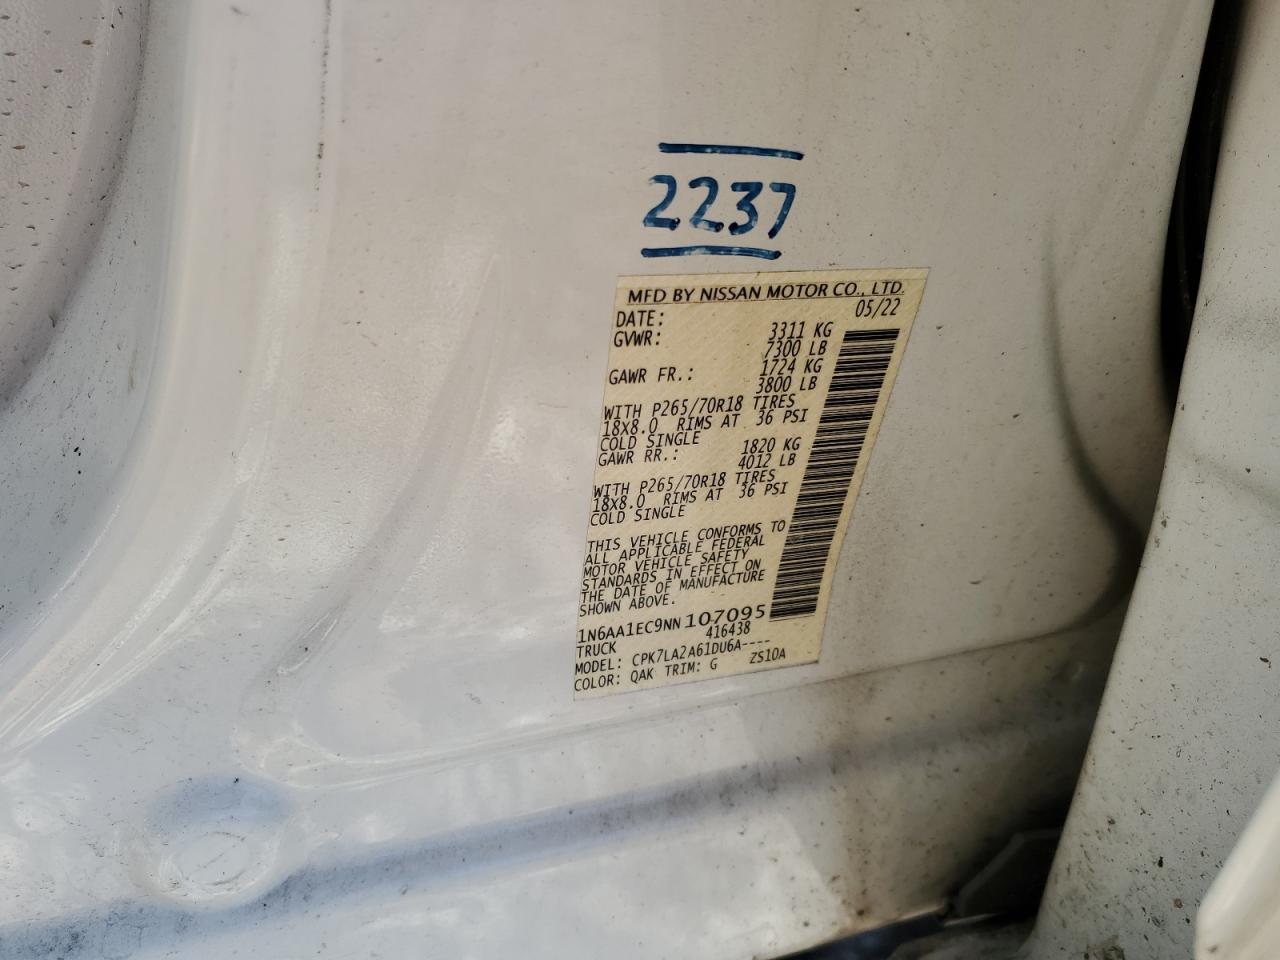 2237
MFD BY NISSAN MOTOR CO., LTD.
DATE: 05/22
GVWR: 3311 KG
7300 LB
GAWR FR.: 1724 KG
3800 LB
WITH P265/70R18 TIRES
18X8.0 RIMS AT 36 PSI
COLD SINGLE
GAWR RR.: 1820 KG
4012 LB
WITH P265/70R18 TIRES
18X8.0 RIMS AT 36 PSI
COLD SINGLE
THIS VEHICLE CONFORMS TO
ALL APPLICABLE FEDERAL
MOTOR VEHICLE SAFETY
STANDARDS IN EFFECT ON
THE DATE OF MANUFACTURE
SHOWN ABOVE.
1N6AA1EC9NN107095
TRUCK 416438
MODEL: CPK7LA2A61DU6A----
COLOR: QAK TRIM: G ZS10A